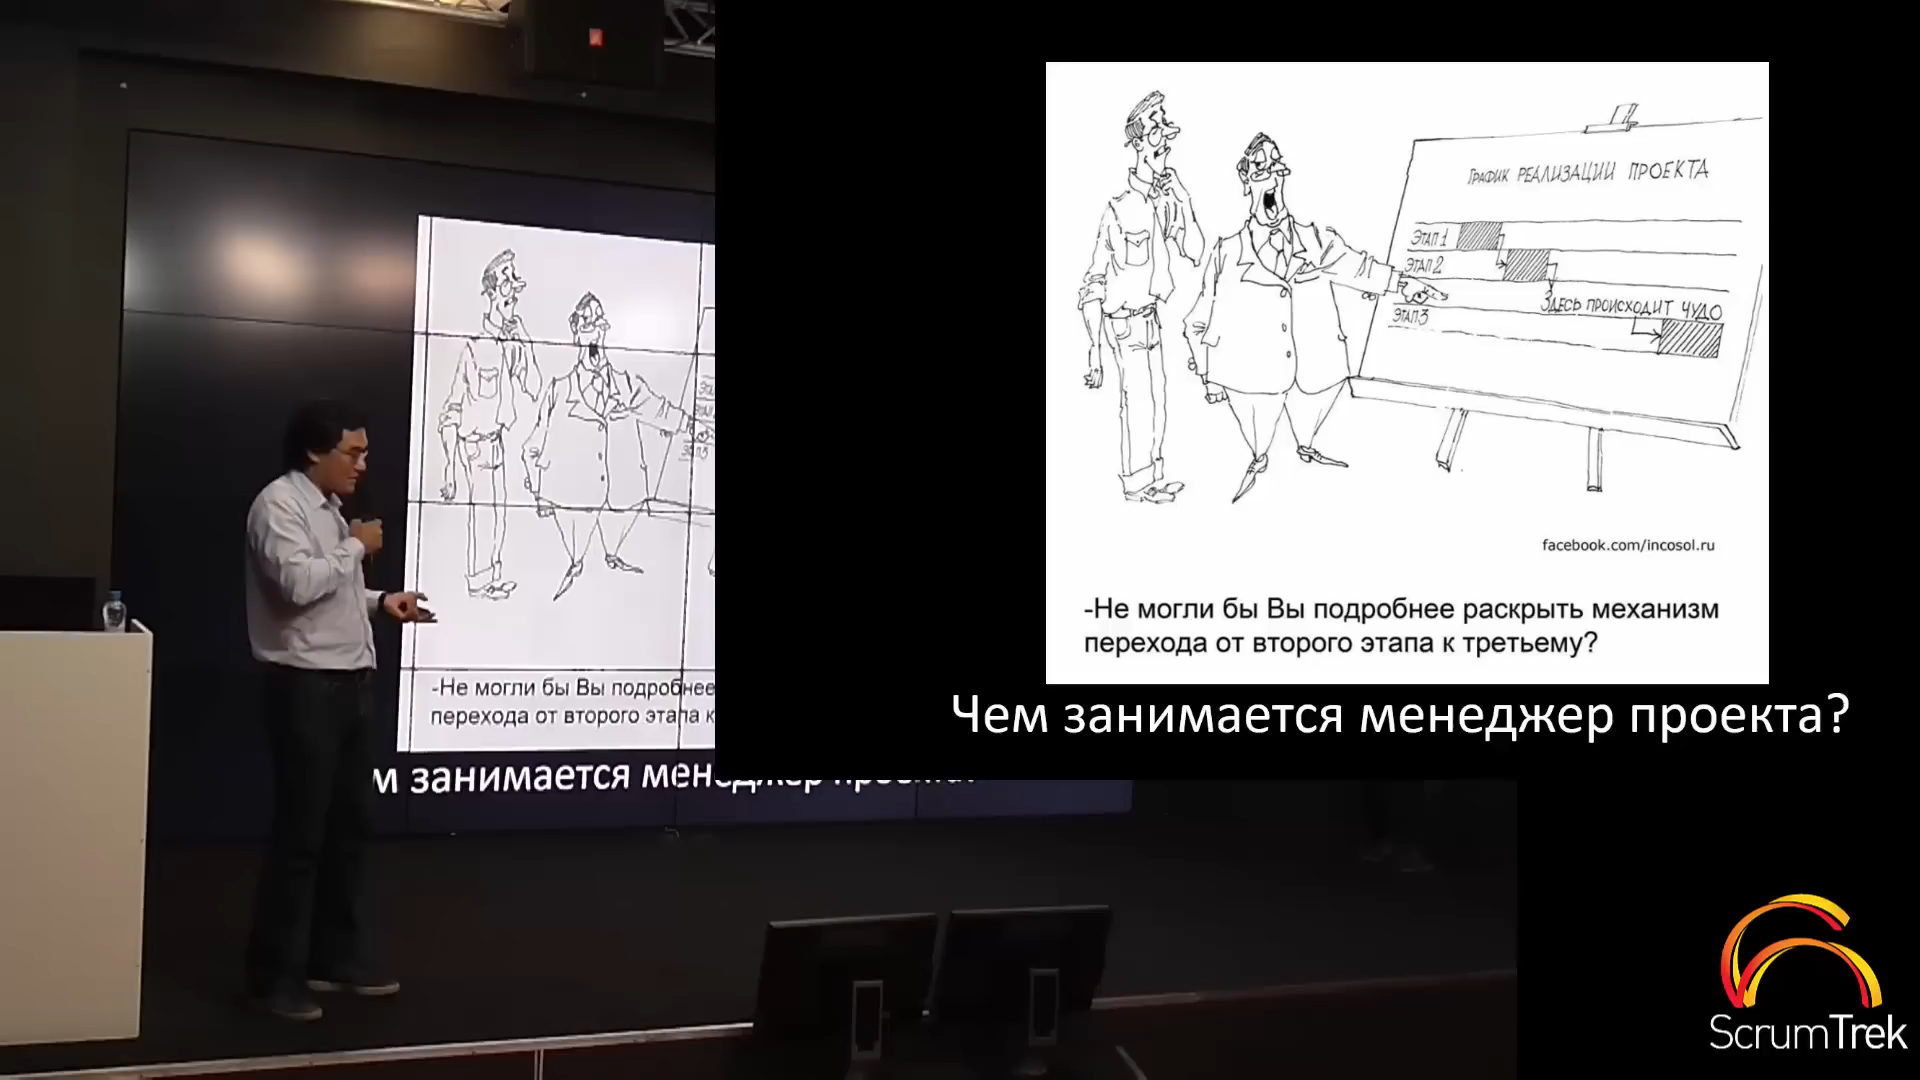 ГРАФИК РЕАЛИЗАЦИИ ПРОЕКТА
ЭТАП 1
ЭТАП 2
ЗДЕСЬ ПРОИСХОДИТ ЧУДО
ЭТАП 3
facebook.com/incosol.ru
-Не могли бы Вы подробнее раскрыть механизм
перехода от второго этапа к третьему?
Чем занимается менеджер проекта?
-Не могли бы Вы подробнее
перехода от второго этапа к
м занимается менеджер проекта?
ScrumTrek